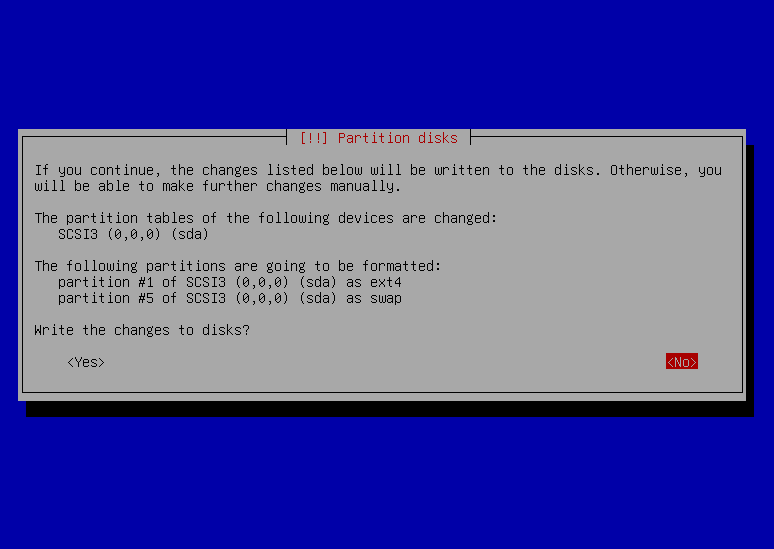 [!!] Partition disks
If you continue, the changes listed below will be written to the disks. Otherwise, you
will be able to make further changes manually.
The partition tables of the following devices are changed:
SCSI3 (0,0,0) (sda)
The following partitions are going to be formatted:
partition #1 of SCSI3 (0,0,0) (sda) as ext4
partition #5 of SCSI3 (0,0,0) (sda) as swap
Write the changes to disks?
<Yes> <No>